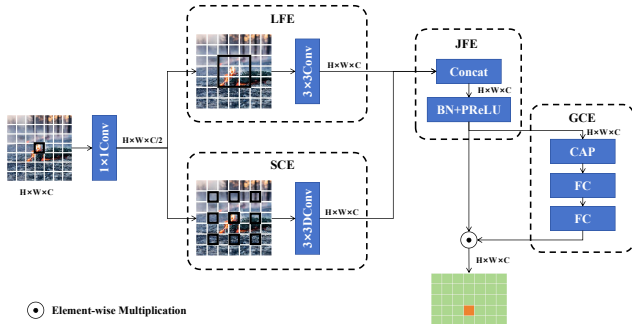 LFE
3×3Conv
H×W×C
JFE
Concat
H×W×C
BN+PReLU
GCE
H×W×C
CAP
FC
FC
1×1Conv
H×W×C/2
H×W×C
SCE
3×3DConv
H×W×C
H×W×C
Element-wise Multiplication